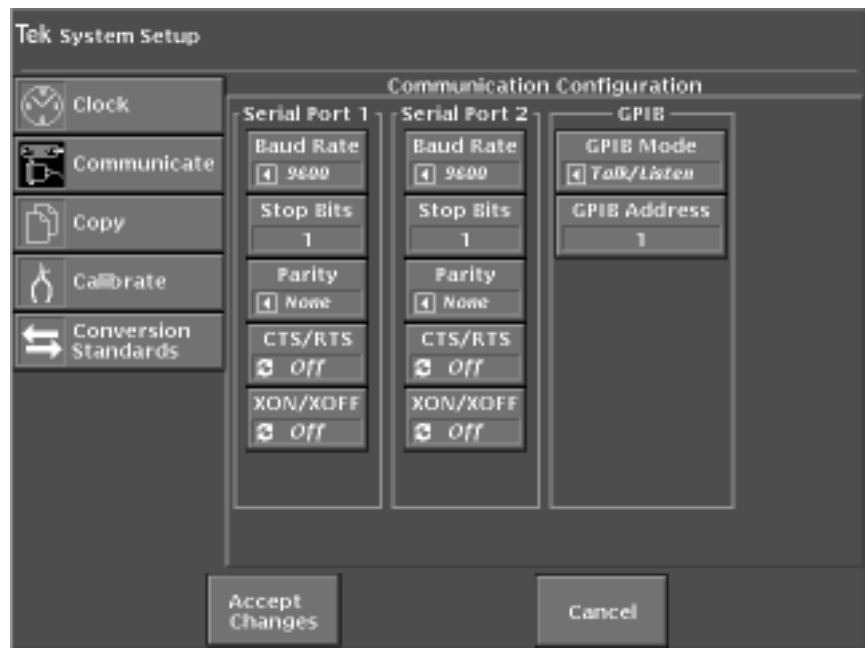 Tek System Setup
Clock
Communicate
Copy
Calibrate
Conversion
Standards
Communication Configuration
Serial Port 1
Baud Rate
9600
Stop Bits
1
Parity
None
CTS/RTS
Off
XON/XOFF
Off
Serial Port 2
Baud Rate
9600
Stop Bits
1
Parity
None
CTS/RTS
Off
XON/XOFF
Off
GPIB
GPIB Mode
Talk/Listen
GPIB Address
1
Accept
Changes
Cancel